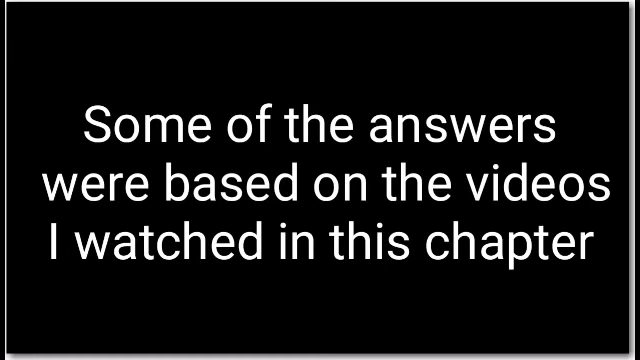 Some of the answers
were based on the videos
I watched in this chapter